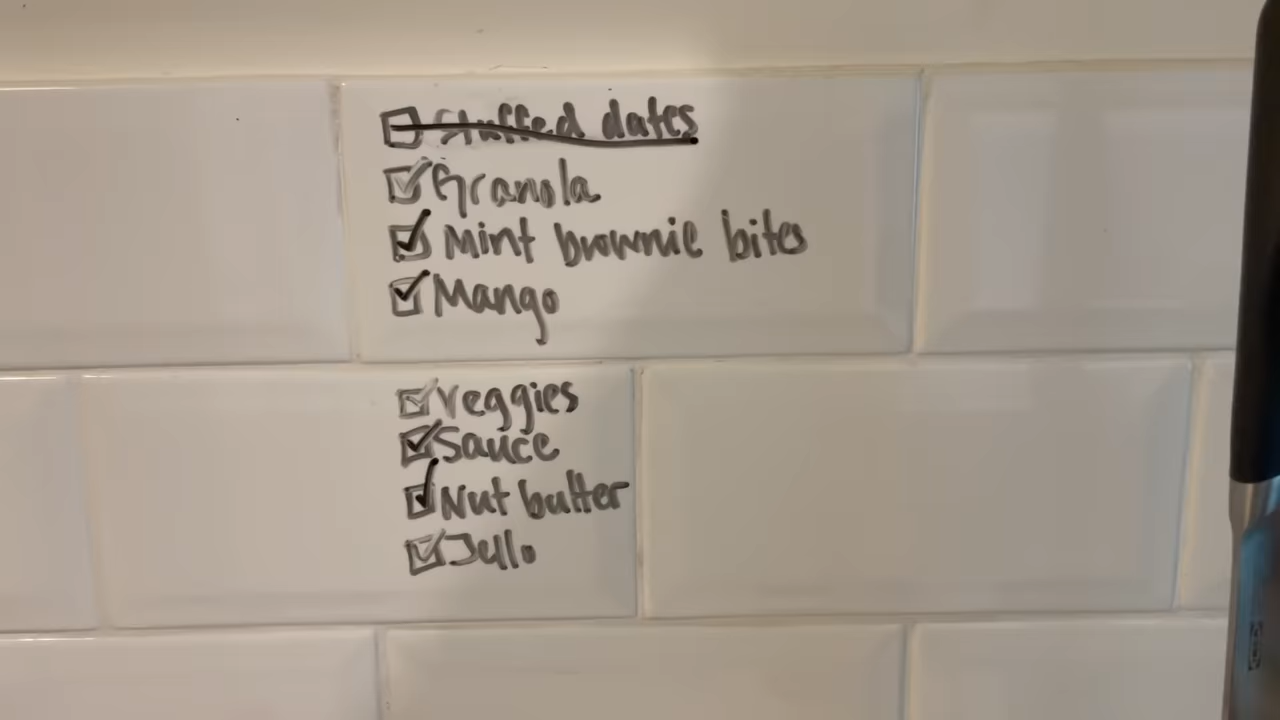 ☐ Stuffed dates
☑ Granola
☑ Mint brownie bites
☑ Mango
☑ Veggies
☑ Sauce
☑ Nut butter
☑ Jello